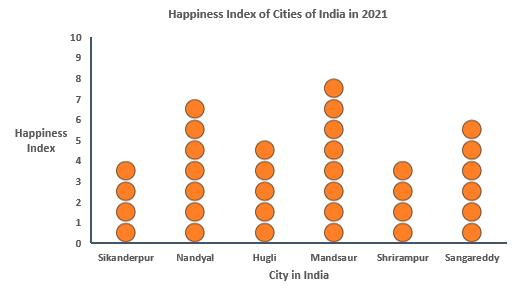 Happiness Index of Cities of India in 2021
10
9
8
7
6
5
4
3
2
1
0
Happiness
Index
Sikanderpur Nandyal Hugli Mandsaur Shrirampur Sangareddy
City in India